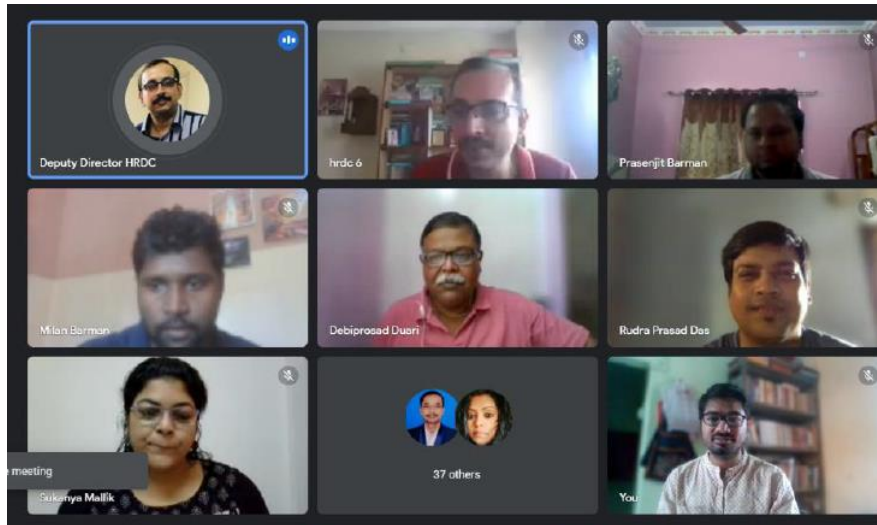 Deputy Director HRDC
hrdc 6
Prasenjit Barman
Milan Barman
Debiprosad Duari
Rudra Prasad Das
meeting
Sukanya Mallik
37 others
You